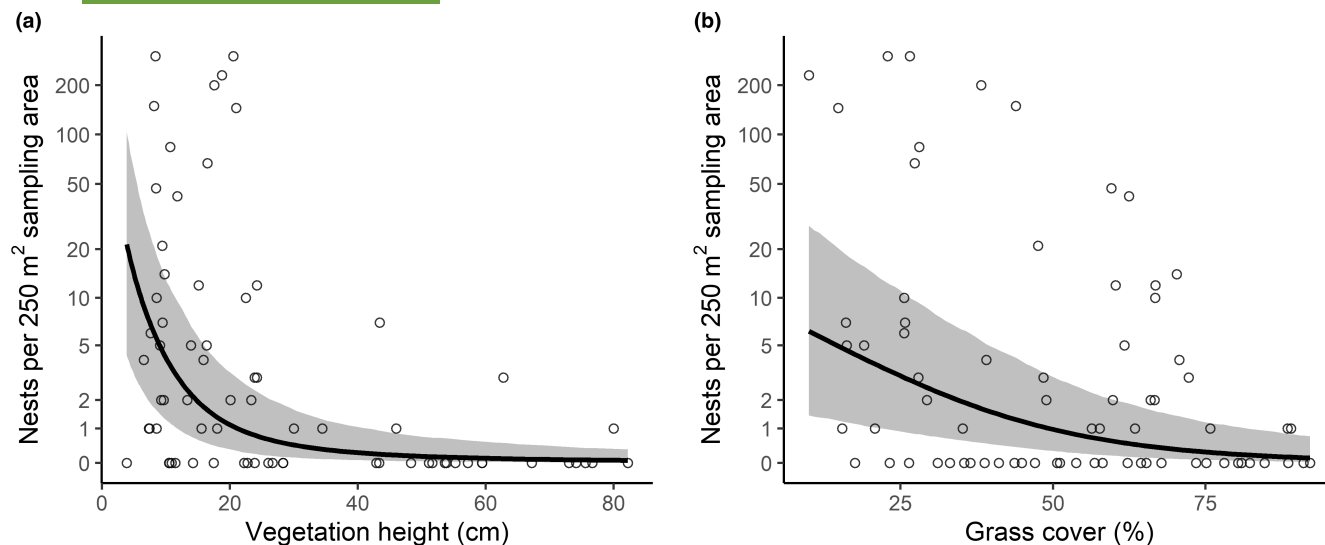 (a)
Nests per 250 m² sampling area
200
100
50
20
10
5
2
1
0
0 20 40 60 80
Vegetation height (cm)
(b)
Nests per 250 m² sampling area
200
100
50
20
10
5
2
1
0
25 50 75
Grass cover (%)